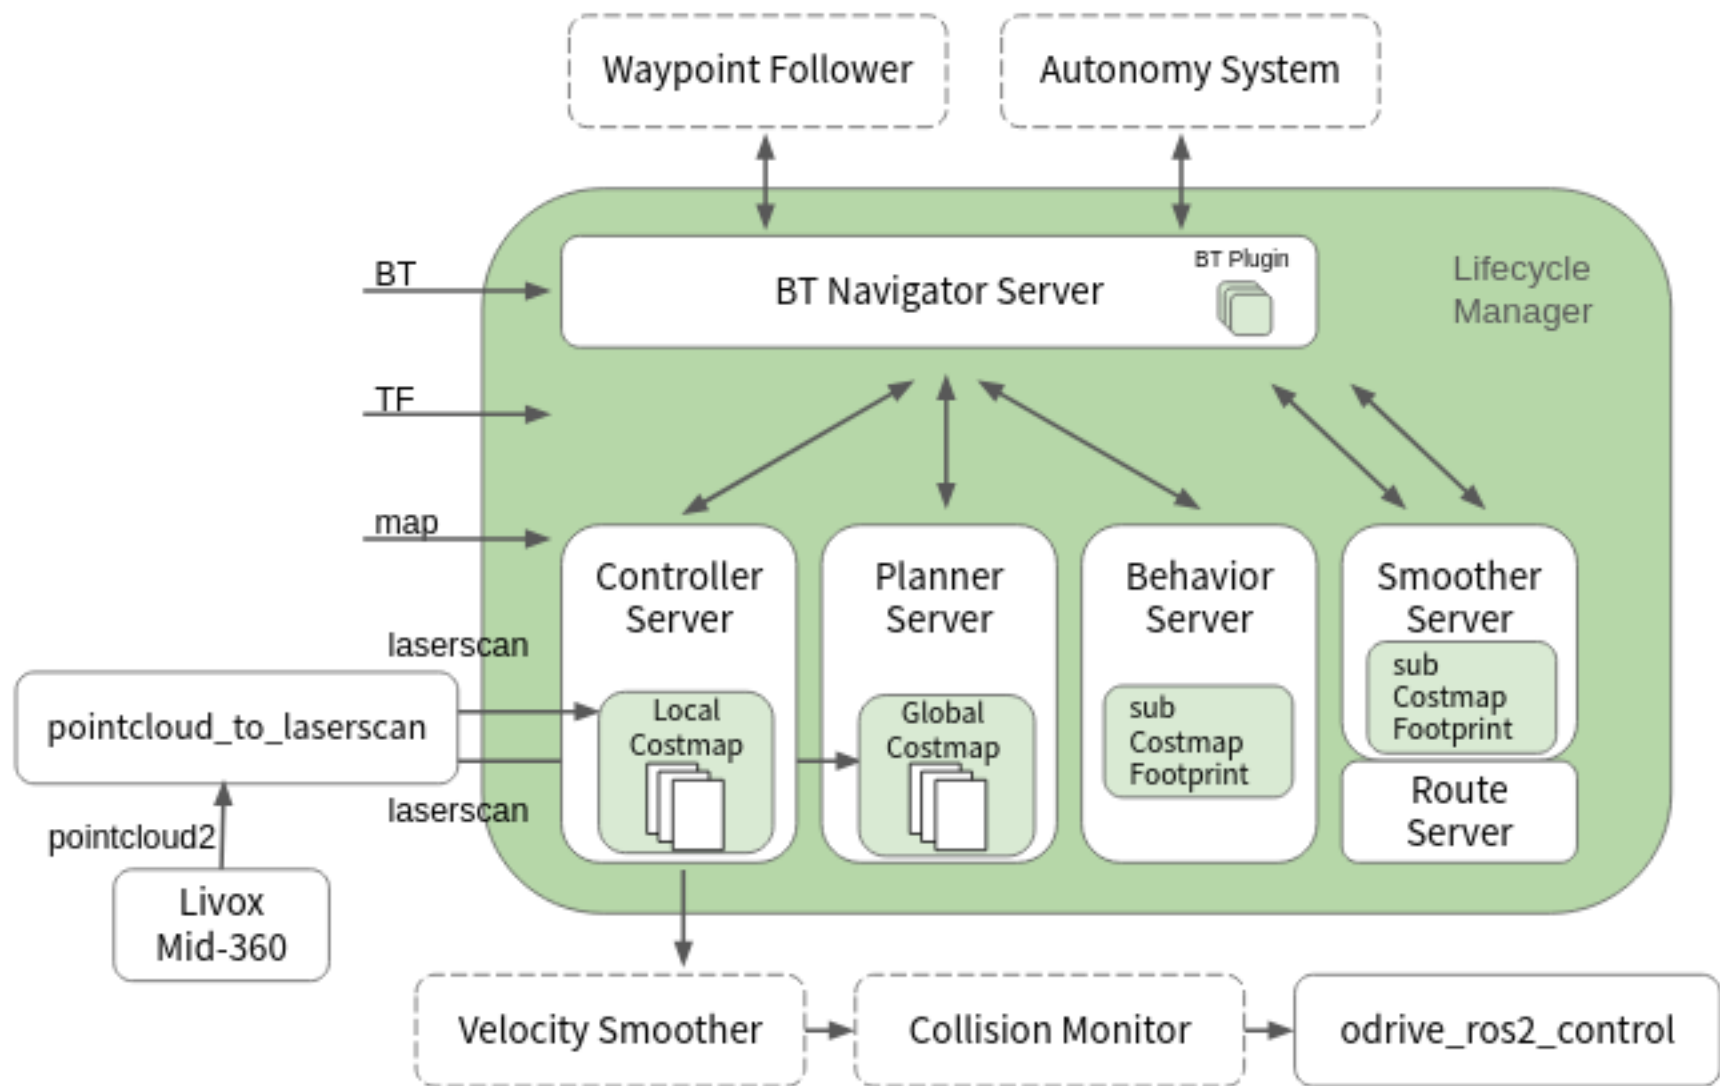 Waypoint Follower
Autonomy System
BT
BT Navigator Server
BT Plugin
Lifecycle
Manager
TF
map
Controller
Server
Planner
Server
Behavior
Server
Smoother
Server
laserscan
pointcloud_to_laserscan
Local
Costmap
Global
Costmap
sub
Costmap
Footprint
sub
Costmap
Footprint
Route
Server
laserscan
pointcloud2
Livox
Mid-360
Velocity Smoother
Collision Monitor
odrive_ros2_control